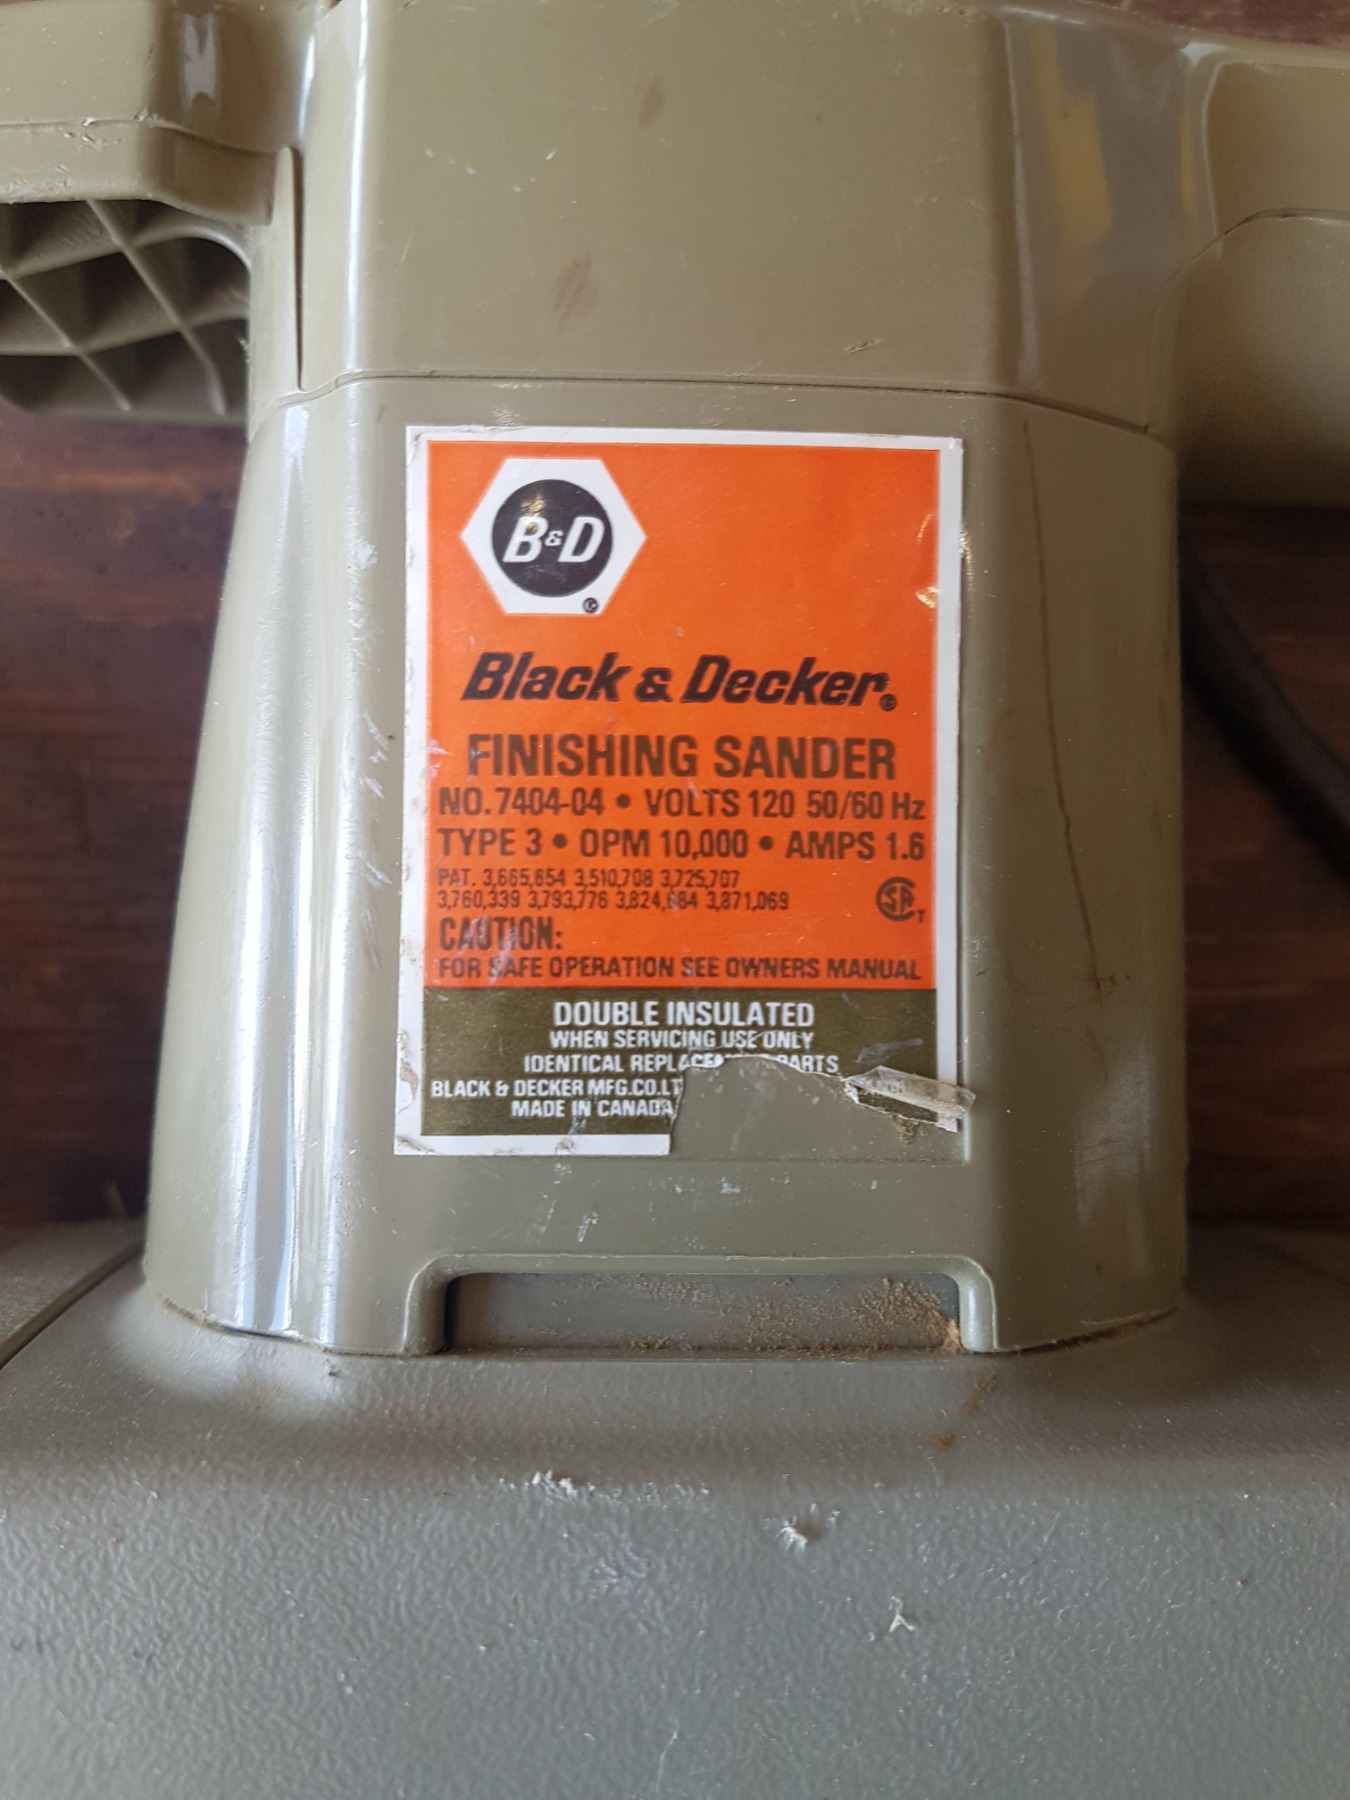 B&D
Black & Decker
FINISHING SANDER
NO. 7404-04 • VOLTS 120 50/60 Hz
TYPE 3 • OPM 10,000 • AMPS 1.6
PAT. 3,665,654 3,510,708 3,725,707
3,760,339 3,793,776 3,824,684 3,871,069
CAUTION:
FOR SAFE OPERATION SEE OWNERS MANUAL
DOUBLE INSULATED
WHEN SERVICING USE ONLY
IDENTICAL REPLACEMENT PARTS
BLACK & DECKER MFG.CO.LT
MADE IN CANADA